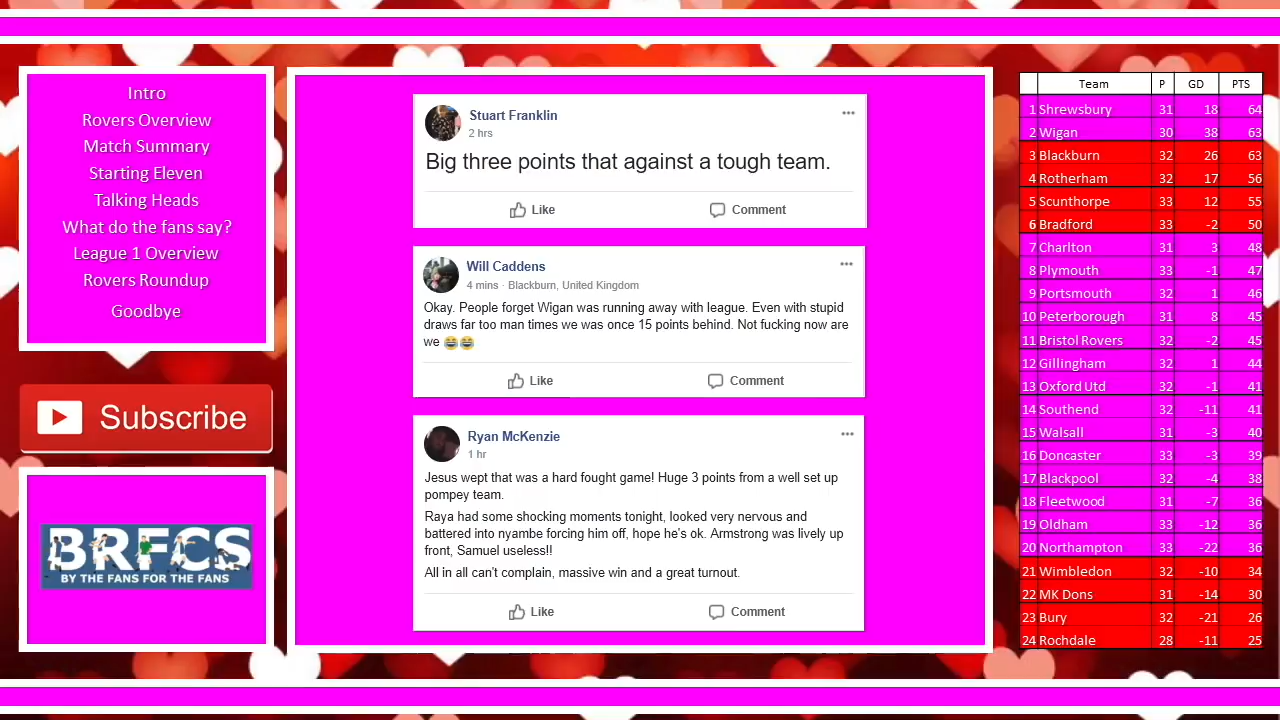 Intro
Rovers Overview
Match Summary
Starting Eleven
Talking Heads
What do the fans say?
League 1 Overview
Rovers Roundup
Goodbye
Subscribe
BRFCS
BY THE FANS FOR THE FANS
Stuart Franklin
2 hrs
Big three points that against a tough team.
Like Comment
Will Caddens
4 mins · Blackburn, United Kingdom
Okay. People forget Wigan was running away with league. Even with stupid
draws far too man times we was once 15 points behind. Not fucking now are
we 😂😂
Like Comment
Ryan McKenzie
1 hr
Jesus wept that was a hard fought game! Huge 3 points from a well set up
pompey team.
Raya had some shocking moments tonight, looked very nervous and
battered into nyambe forcing him off, hope he's ok. Armstrong was lively up
front, Samuel useless!!
All in all can't complain, massive win and a great turnout.
Like Comment
Team P GD PTS
1 Shrewsbury 31 18 64
2 Wigan 30 38 63
3 Blackburn 32 26 63
4 Rotherham 32 17 56
5 Scunthorpe 33 12 55
6 Bradford 33 -2 50
7 Charlton 31 3 48
8 Plymouth 33 -1 47
9 Portsmouth 32 1 46
10 Peterborough 31 8 45
11 Bristol Rovers 32 -2 45
12 Gillingham 32 1 44
13 Oxford Utd 32 -1 41
14 Southend 32 -11 41
15 Walsall 31 -3 40
16 Doncaster 33 -3 39
17 Blackpool 32 -4 38
18 Fleetwood 31 -7 36
19 Oldham 33 -12 36
20 Northampton 33 -22 36
21 Wimbledon 32 -10 34
22 MK Dons 31 -14 30
23 Bury 32 -21 26
24 Rochdale 28 -11 25